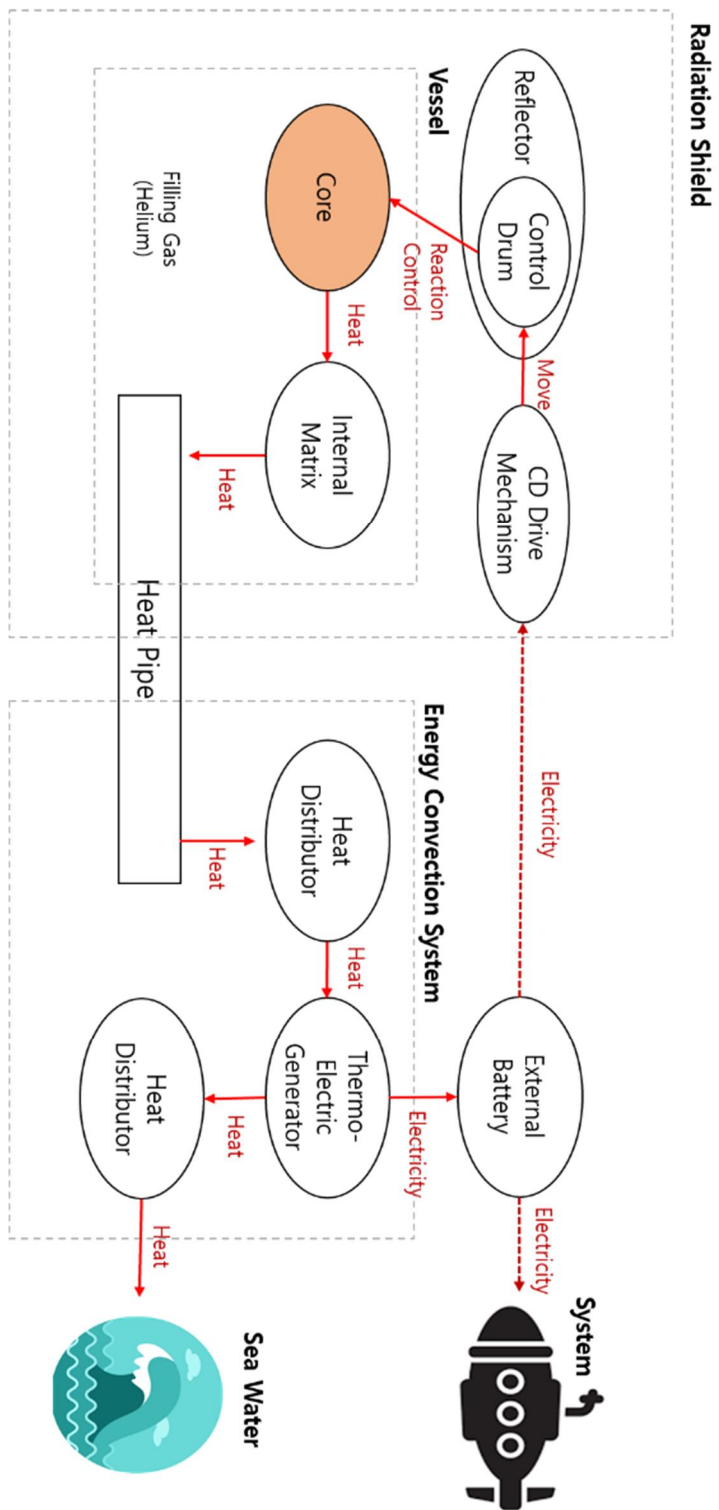 Radiation Shield
Reflector
Control
Drum
Move
CD Drive
Mechanism
Electricity
External
Battery
Electricity
System
Vessel
Reaction
Control
Core
Heat
Internal
Matrix
Heat
Filling Gas
(Helium)
Heat Pipe
Energy Convection System
Heat
Heat
Distributor
Heat
Thermo-
Electric
Generator
Electricity
Heat
Heat
Distributor
Heat
Sea Water